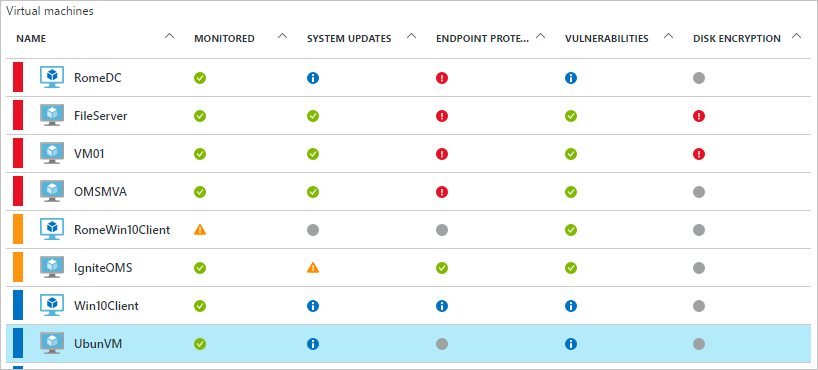 Virtual machines
NAME MONITORED SYSTEM UPDATES ENDPOINT PROTE... VULNERABILITIES DISK ENCRYPTION
RomeDC
FileServer
VM01
OMSMVA
RomeWin10Client
IgniteOMS
Win10Client
UbunVM